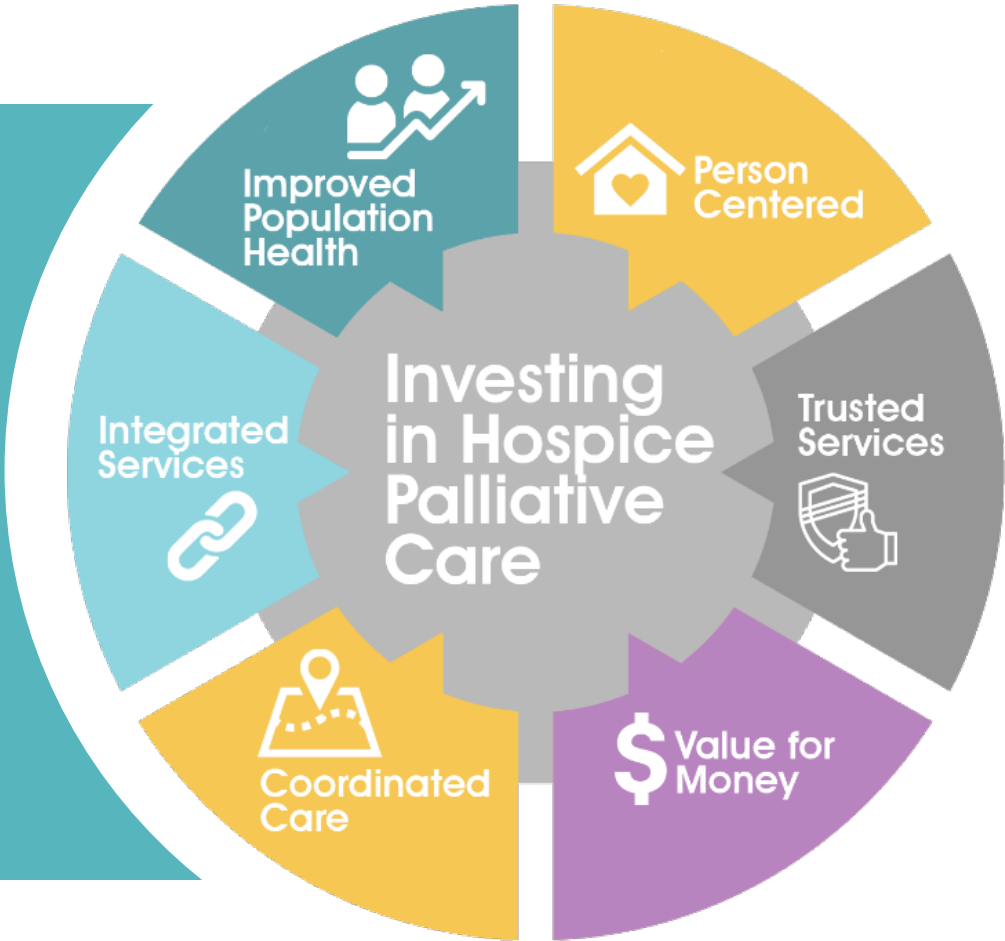 Improved
Population
Health
Person
Centered
Integrated
Services
Investing
in Hospice
Palliative
Care
Trusted
Services
Coordinated
Care
$ Value for
Money